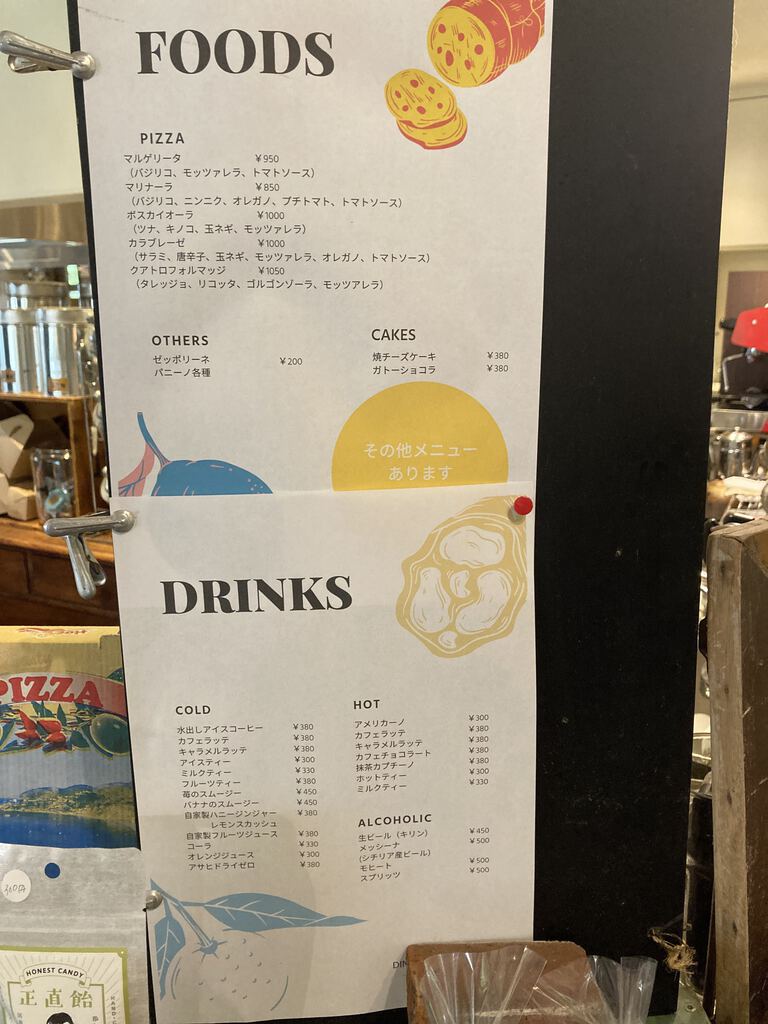 FOODS
PIZZA
マルゲリータ ￥950
（バジリコ、モッツァレラ、トマトソース）
マリナーラ ￥850
（バジリコ、ニンニク、オレガノ、プチトマト、トマトソース）
ボスカイオーラ ￥1000
（ツナ、キノコ、玉ネギ、モッツァレラ）
カラブレーゼ ￥1000
（サラミ、唐辛子、玉ネギ、モッツァレラ、オレガノ、トマトソース）
クアトロフォルマッジ ￥1050
（タレッジョ、リコッタ、ゴルゴンゾーラ、モッツアレラ）
OTHERS
ゼッポリーネ ￥200
パニーノ各種
CAKES
焼チーズケーキ ￥380
ガトーショコラ ￥380
その他メニュー
あります
DRINKS
COLD
水出しアイスコーヒー ￥380
カフェラッテ ￥380
キャラメルラッテ ￥380
アイスティー ￥300
ミルクティー ￥330
フルーツティー ￥380
苺のスムージー ￥450
バナナのスムージー ￥450
自家製ハニージンジャー ￥380
レモンスカッシュ
自家製フルーツジュース ￥380
コーラ ￥330
オレンジジュース ￥300
アサヒドライゼロ ￥380
HOT
アメリカーノ ￥300
カフェラッテ ￥380
キャラメルラッテ ￥380
カフェチョコラート ￥380
抹茶カプチーノ ￥380
ホットティー ￥300
ミルクティー ￥330
ALCOHOLIC
生ビール（キリン） ￥450
メッシーナ ￥500
(シチリア産ビール)
モヒート ￥500
スプリッツ ￥500
PIZZA
HONEST CANDY
正直飴